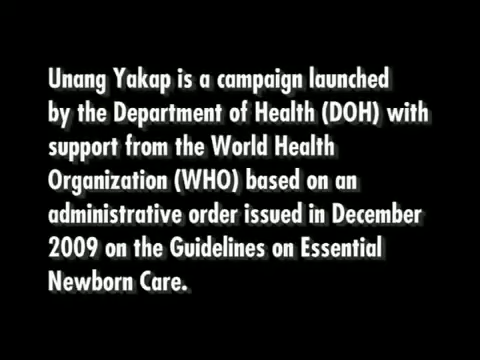 Unang Yakap is a campaign launched
by the Department of Health (DOH) with
support from the World Health
Organization (WHO) based on an
administrative order issued in December
2009 on the Guidelines on Essential
Newborn Care.